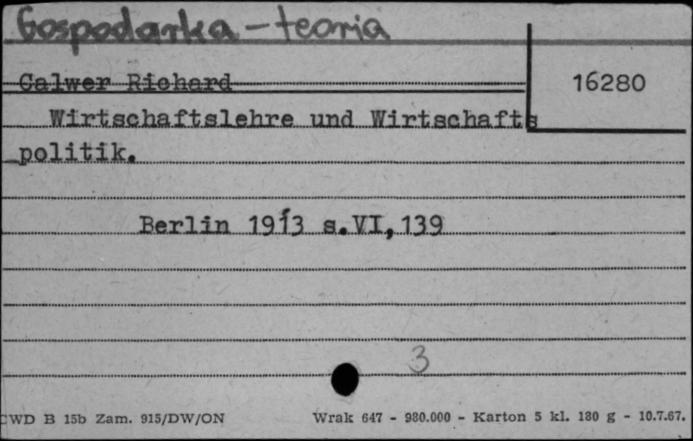 Gospodarka - teoria
Calwer Richard
16280
Wirtschaftslehre und Wirtschafts
politik.
Berlin 1913 s.VI,139
3
CWD B 15b Zam. 915/DW/ON
Wrak 647 - 980.000 - Karton 5 kl. 180 g - 10.7.67.